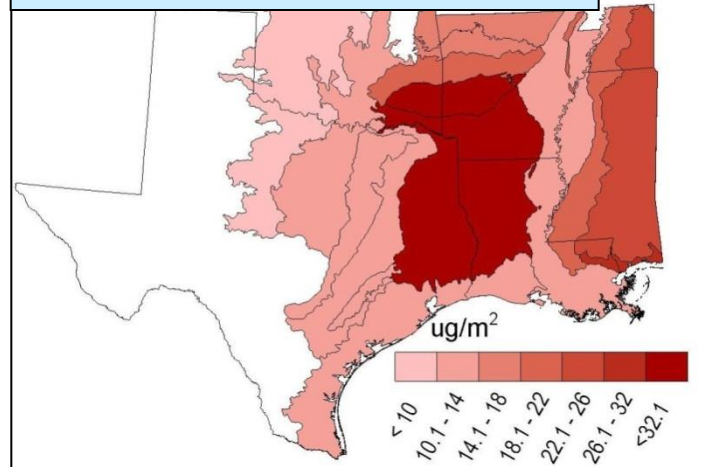 ug/m²
<10
10.1 - 14
14.1 - 18
18.1 - 22
22.1 - 26
26.1 - 32
<32.1